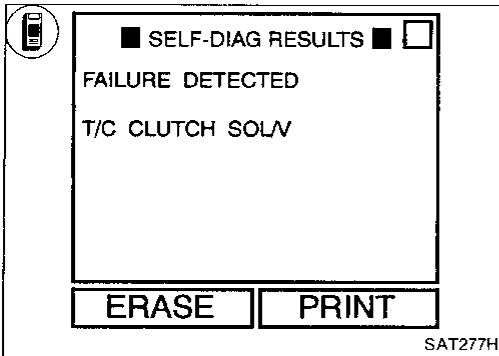 ■ SELF-DIAG RESULTS ■
FAILURE DETECTED
T/C CLUTCH SOL/V
ERASE PRINT
SAT277H